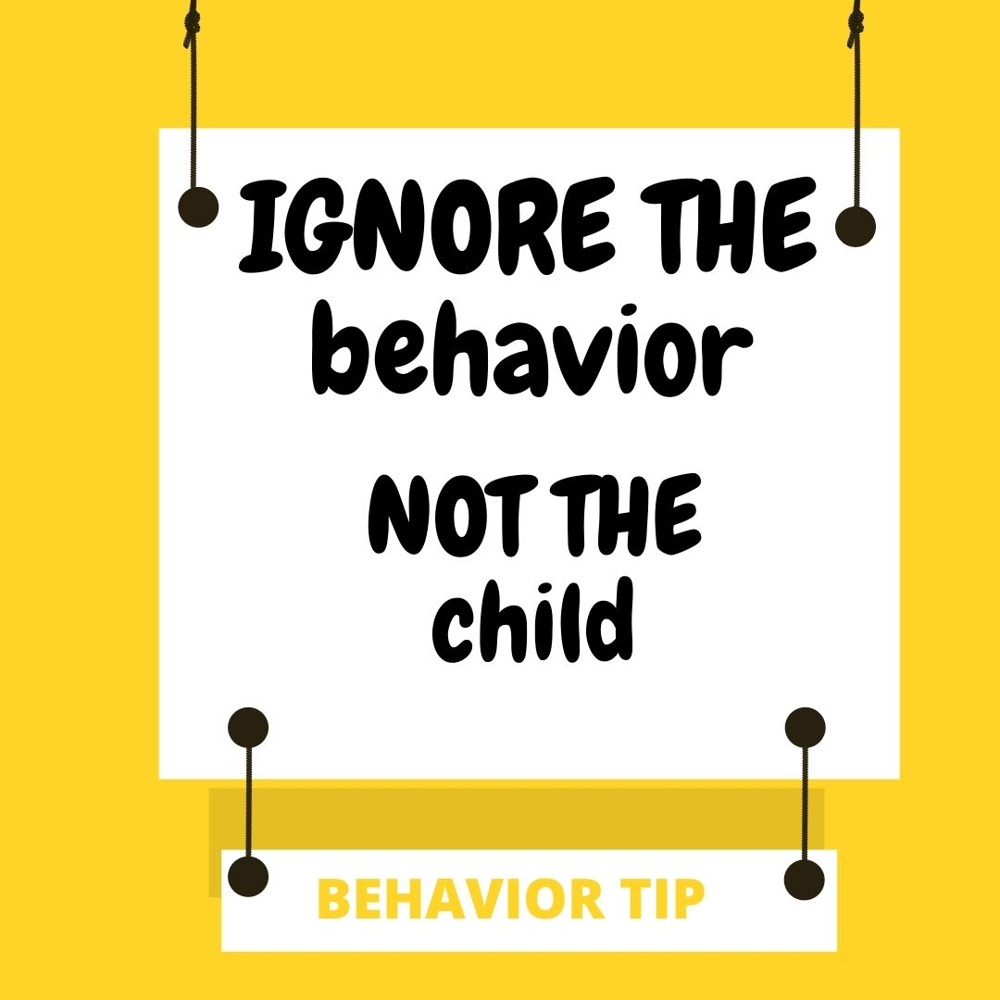 IGNORE THE
behavior
NOT THE
child
BEHAVIOR TIP